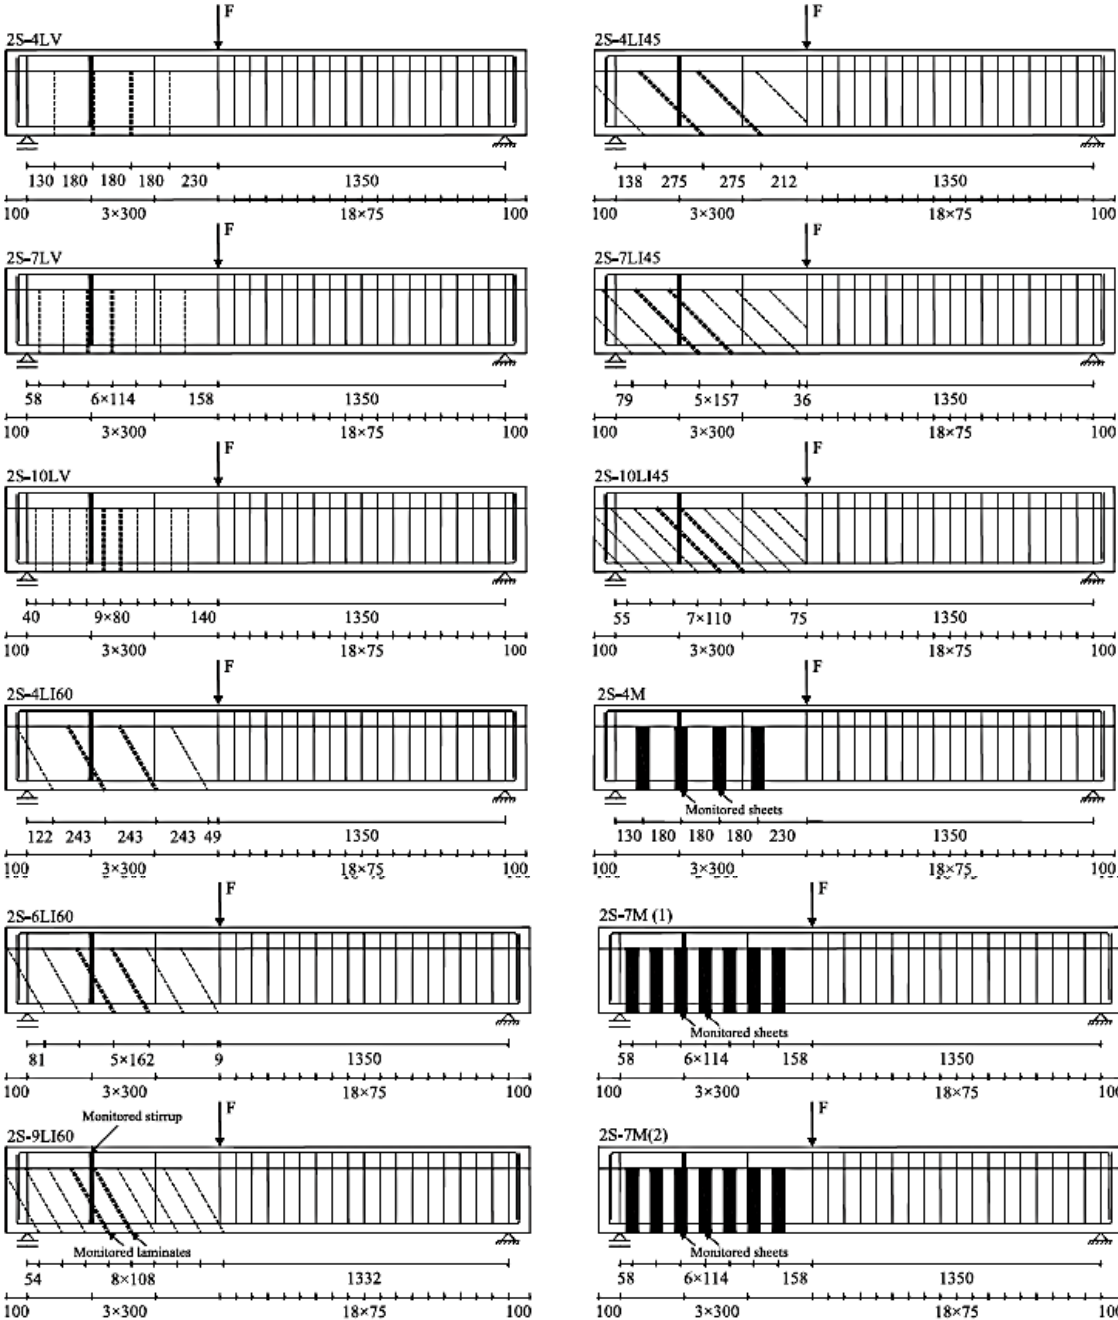 F
2S-4LV
130 180 180 180 230 1350
100 3×300 18×75 100
F
2S-7LV
58 6×114 158 1350
100 3×300 18×75 100
F
2S-10LV
40 9×80 140 1350
100 3×300 18×75 100
F
2S-4LI60
122 243 243 243 49 1350
100 3×300 18×75 100
F
2S-6LI60
81 5×162 9 1350
100 3×300 18×75 100
Monitored stirrup
F
2S-9LI60
Monitored laminates
54 8×108 1332
100 3×300 18×75 100
F
2S-4LI45
138 275 275 212 1350
100 3×300 18×75 100
F
2S-7LI45
79 5×157 36 1350
100 3×300 18×75 100
F
2S-10LI45
55 7×110 75 1350
100 3×300 18×75 100
F
2S-4M
Monitored sheets
130 180 180 180 230 1350
100 3×300 18×75 100
F
2S-7M (1)
Monitored sheets
58 6×114 158 1350
100 3×300 18×75
F
2S-7M(2)
Monitored sheets
58 6×114 158 1350
100 3×300 18×75